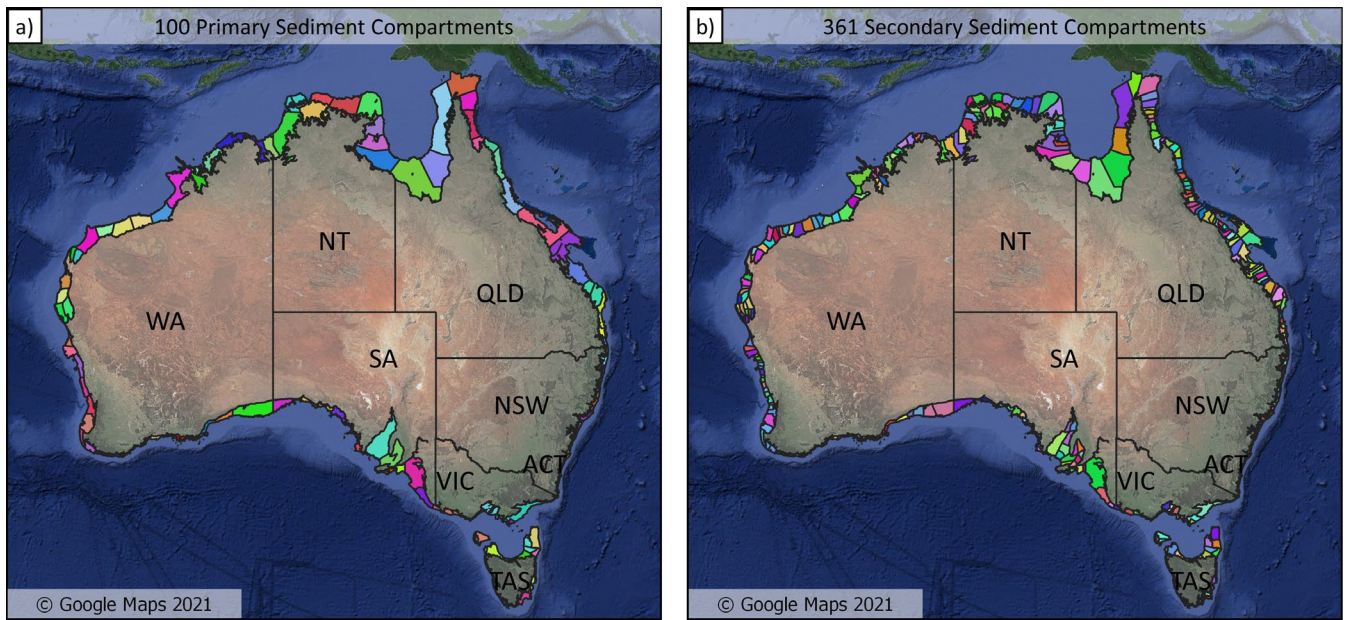 a) 100 Primary Sediment Compartments
NT
QLD
WA
SA
NSW
ACT
VIC
TAS
© Google Maps 2021
b) 361 Secondary Sediment Compartments
NT
QLD
WA
SA
NSW
ACT
VIC
TAS
© Google Maps 2021